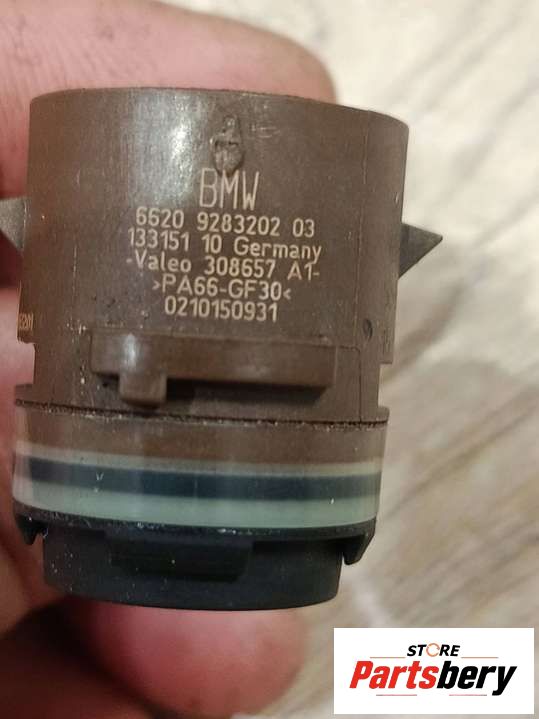 BMW
6620 9283202 03
133151 10 Germany
-Valeo 308657 A1-
>PA66-GF30<
0210150931
STORE
Partsbery